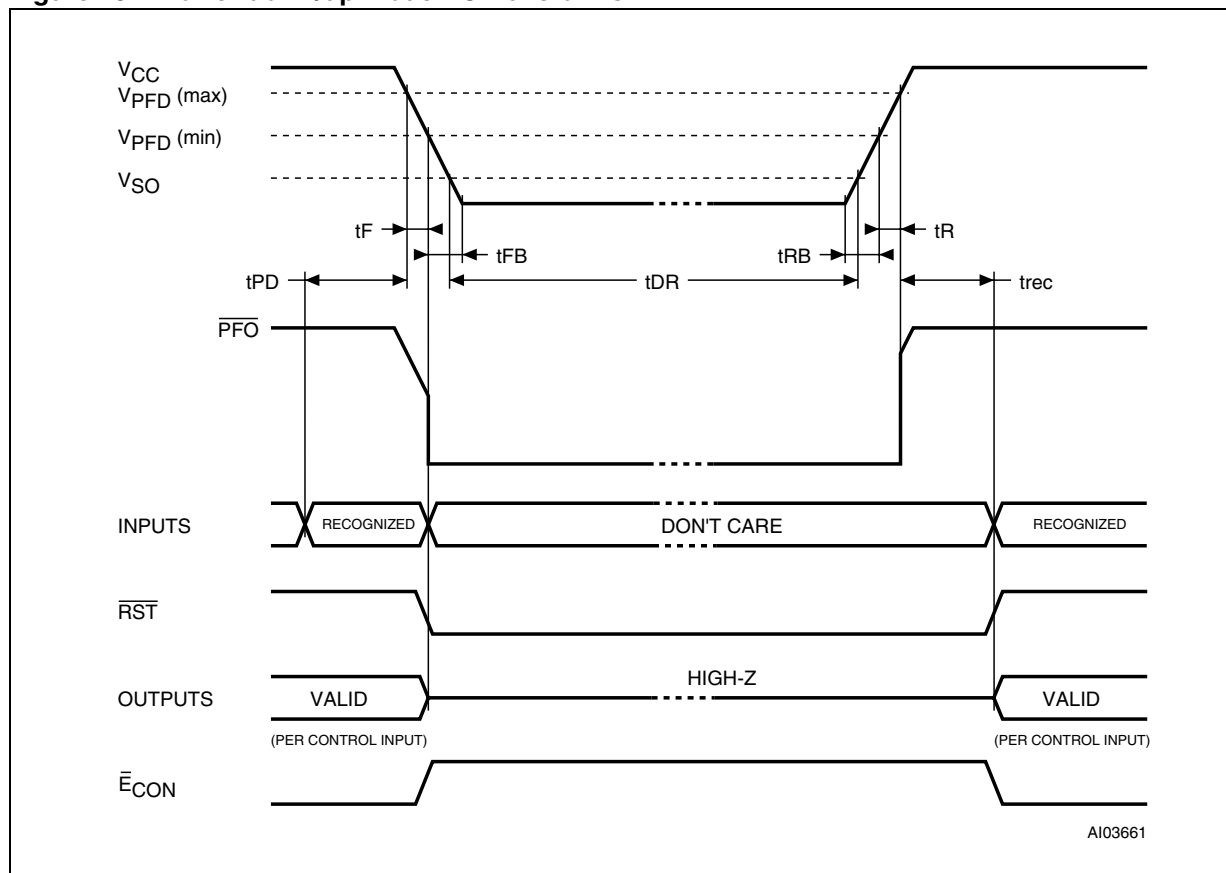 VCC
VPFD (max)
VPFD (min)
VSO
tF
tFB
tRB
tR
tPD
tDR
trec
PFO
INPUTS
RECOGNIZED
DON'T CARE
RECOGNIZED
RST
HIGH-Z
OUTPUTS
VALID
VALID
(PER CONTROL INPUT)
(PER CONTROL INPUT)
ECON
AI03661